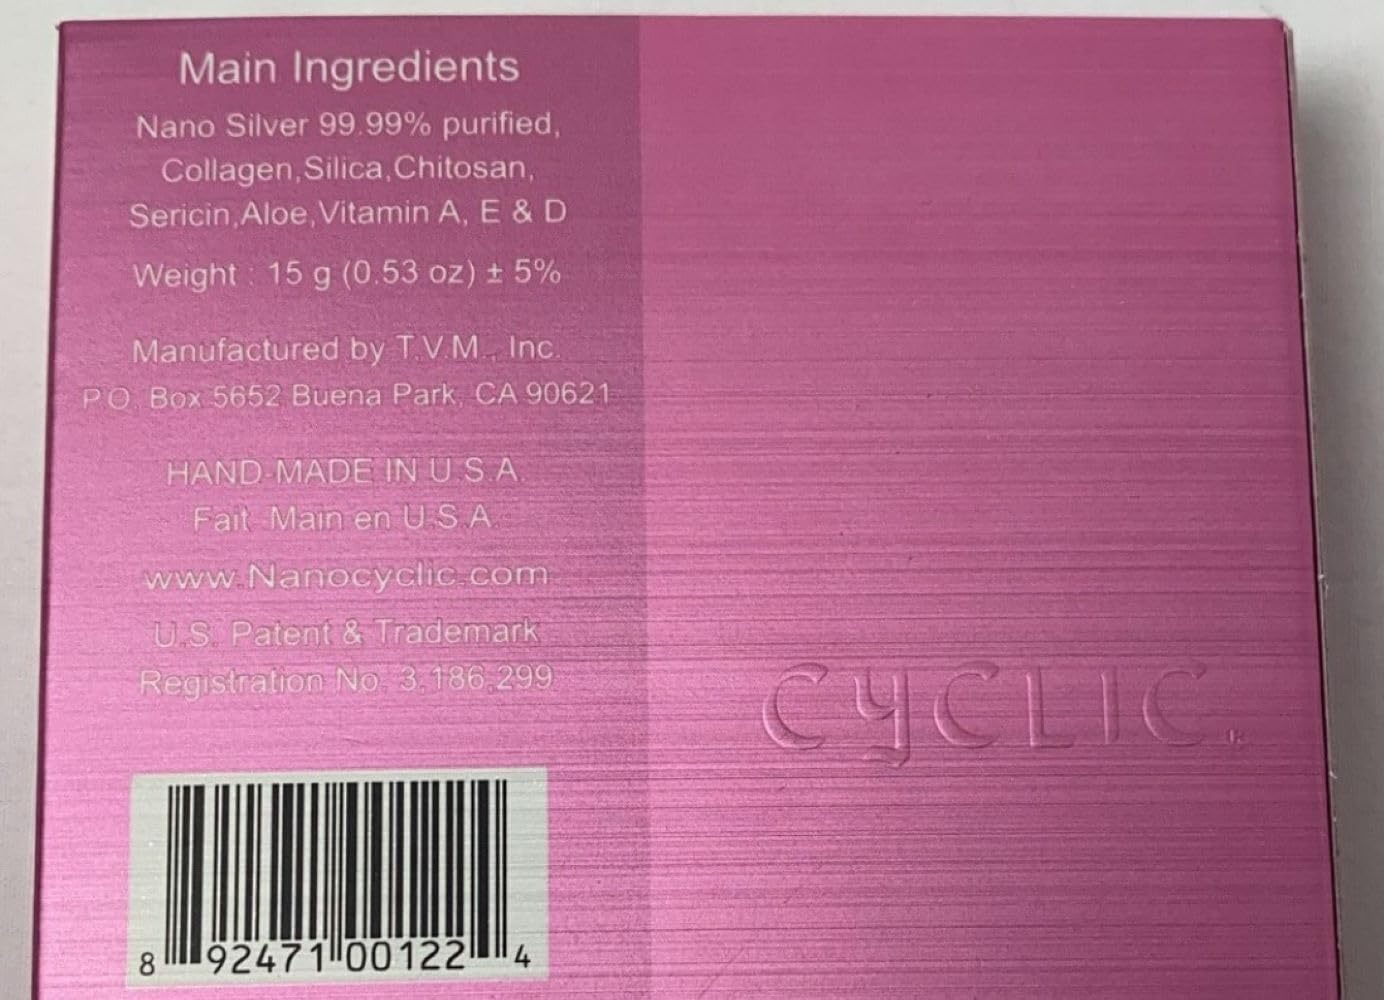 Main Ingredients
Nano Silver 99.99% purified,
Collagen,Silica,Chitosan,
Sericin,Aloe,Vitamin A, E & D
Weight : 15 g (0.53 oz) ± 5%
Manufactured by T.V.M., Inc.
P.O. Box 5652 Buena Park, CA 90621
HAND-MADE IN U.S.A.
Fait Main en U.S.A.
www.Nanocyclic.com
U.S. Patent & Trademark
Registration No. 3,186,299
CYCLIC®
8 92471 00122 4